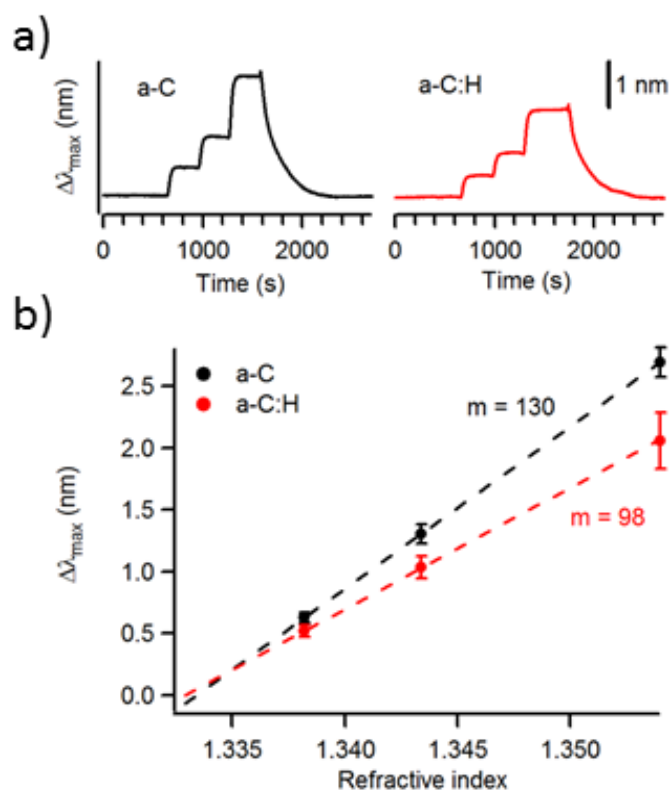 a)
a-C
a-C:H
1 nm
Δλmax (nm)
0 1000 2000
0 1000 2000
Time (s)
Time (s)
b)
2.5
2.0
1.5
1.0
0.5
0.0
Δλmax (nm)
a-C
a-C:H
m = 130
m = 98
1.335 1.340 1.345 1.350
Refractive index